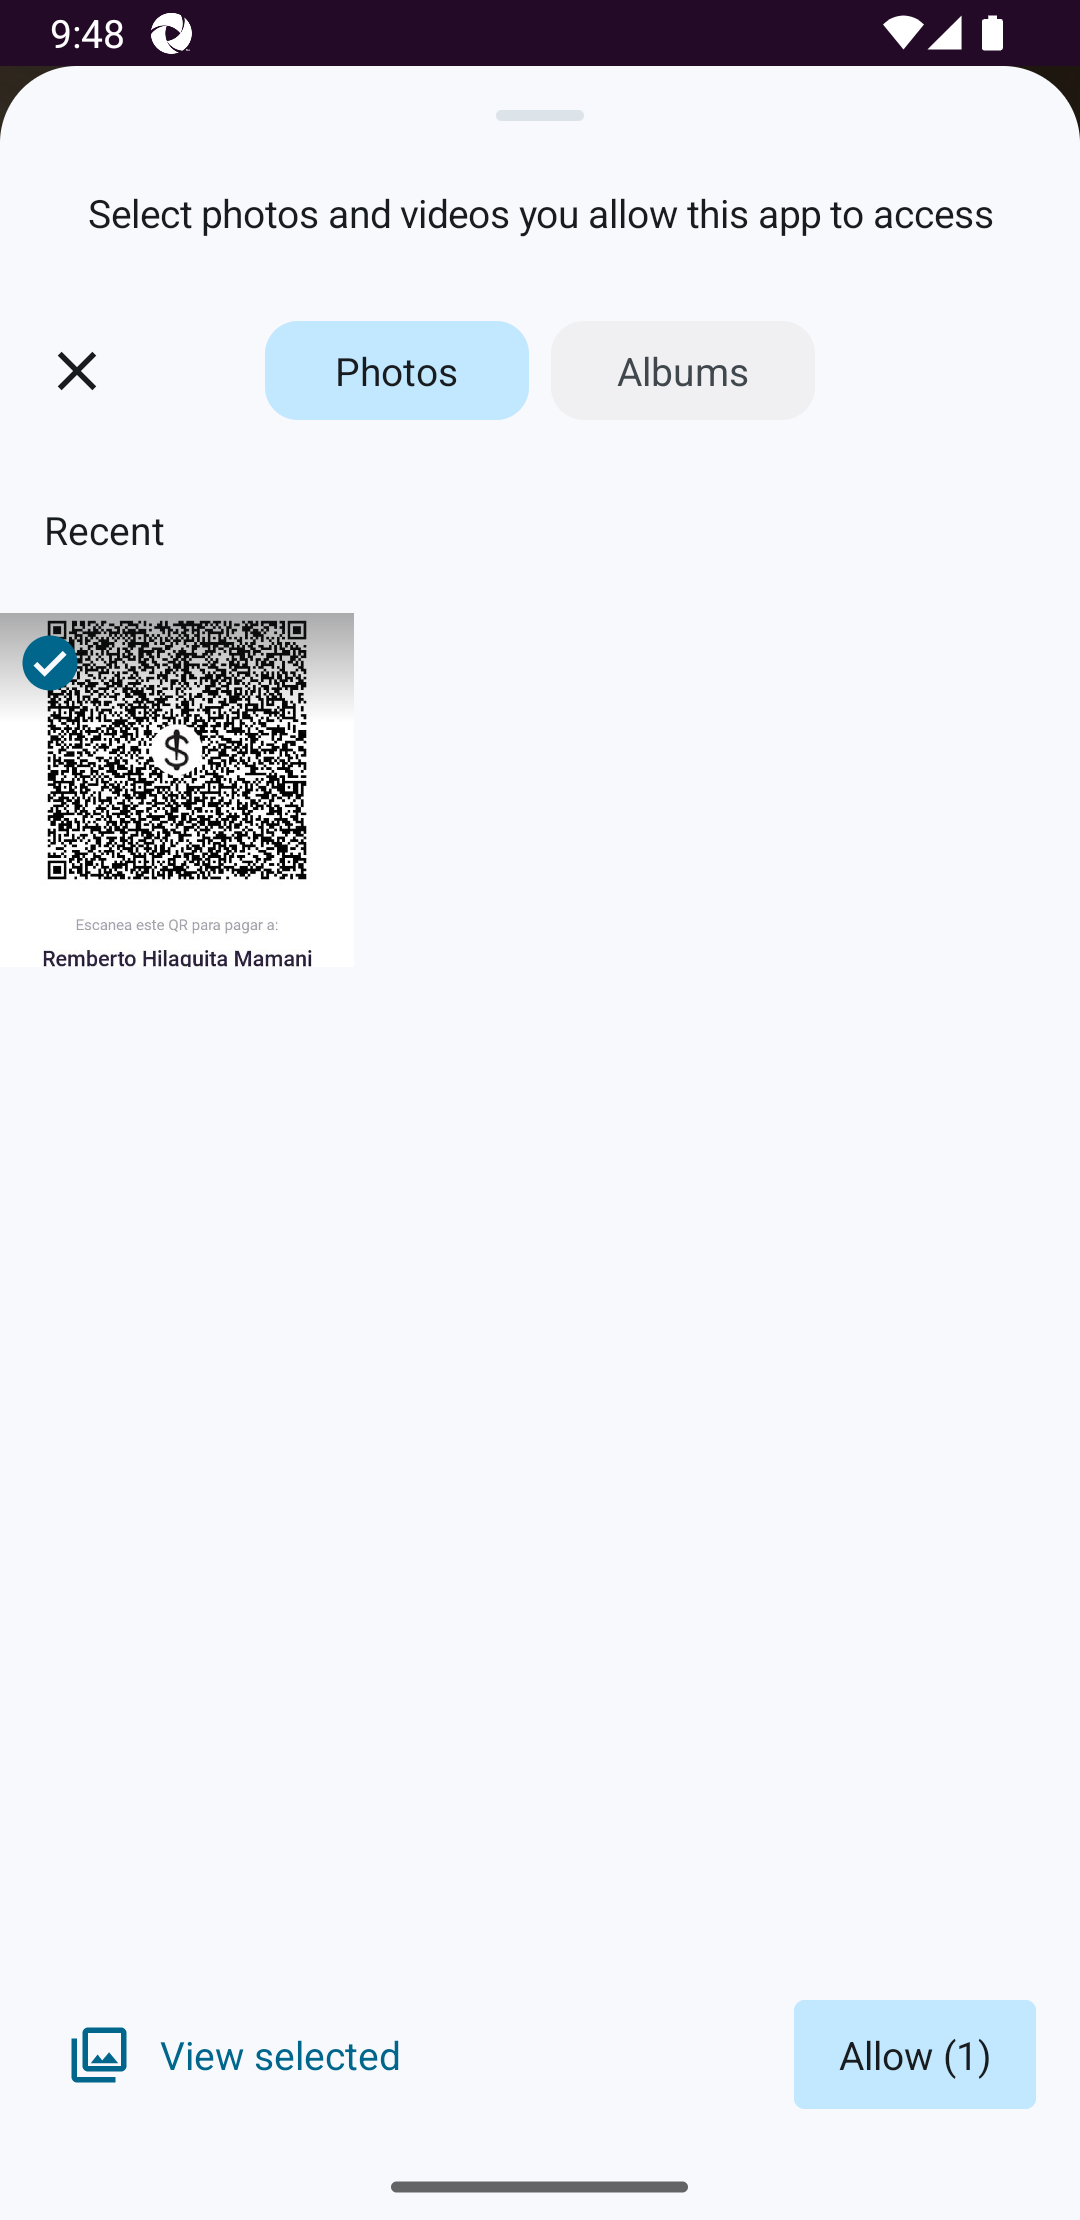 9:48
Select photos and videos you allow this app to access
Photos
Albums
Recent
$
Escanea este QR para pagar a:
Remberto Hilaquita Mamani
View selected
Allow (1)